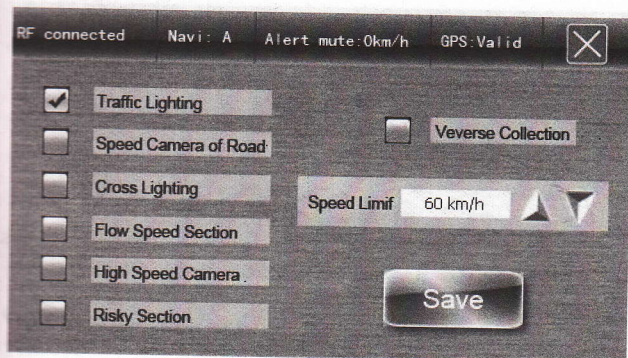 RF connected Navi: A Alert mute:0km/h GPS:Valid
Traffic Lighting
Speed Camera of Road
Cross Lighting
Flow Speed Section
High Speed Camera
Risky Section
Veverse Collection
Speed Limif 60 km/h
Save